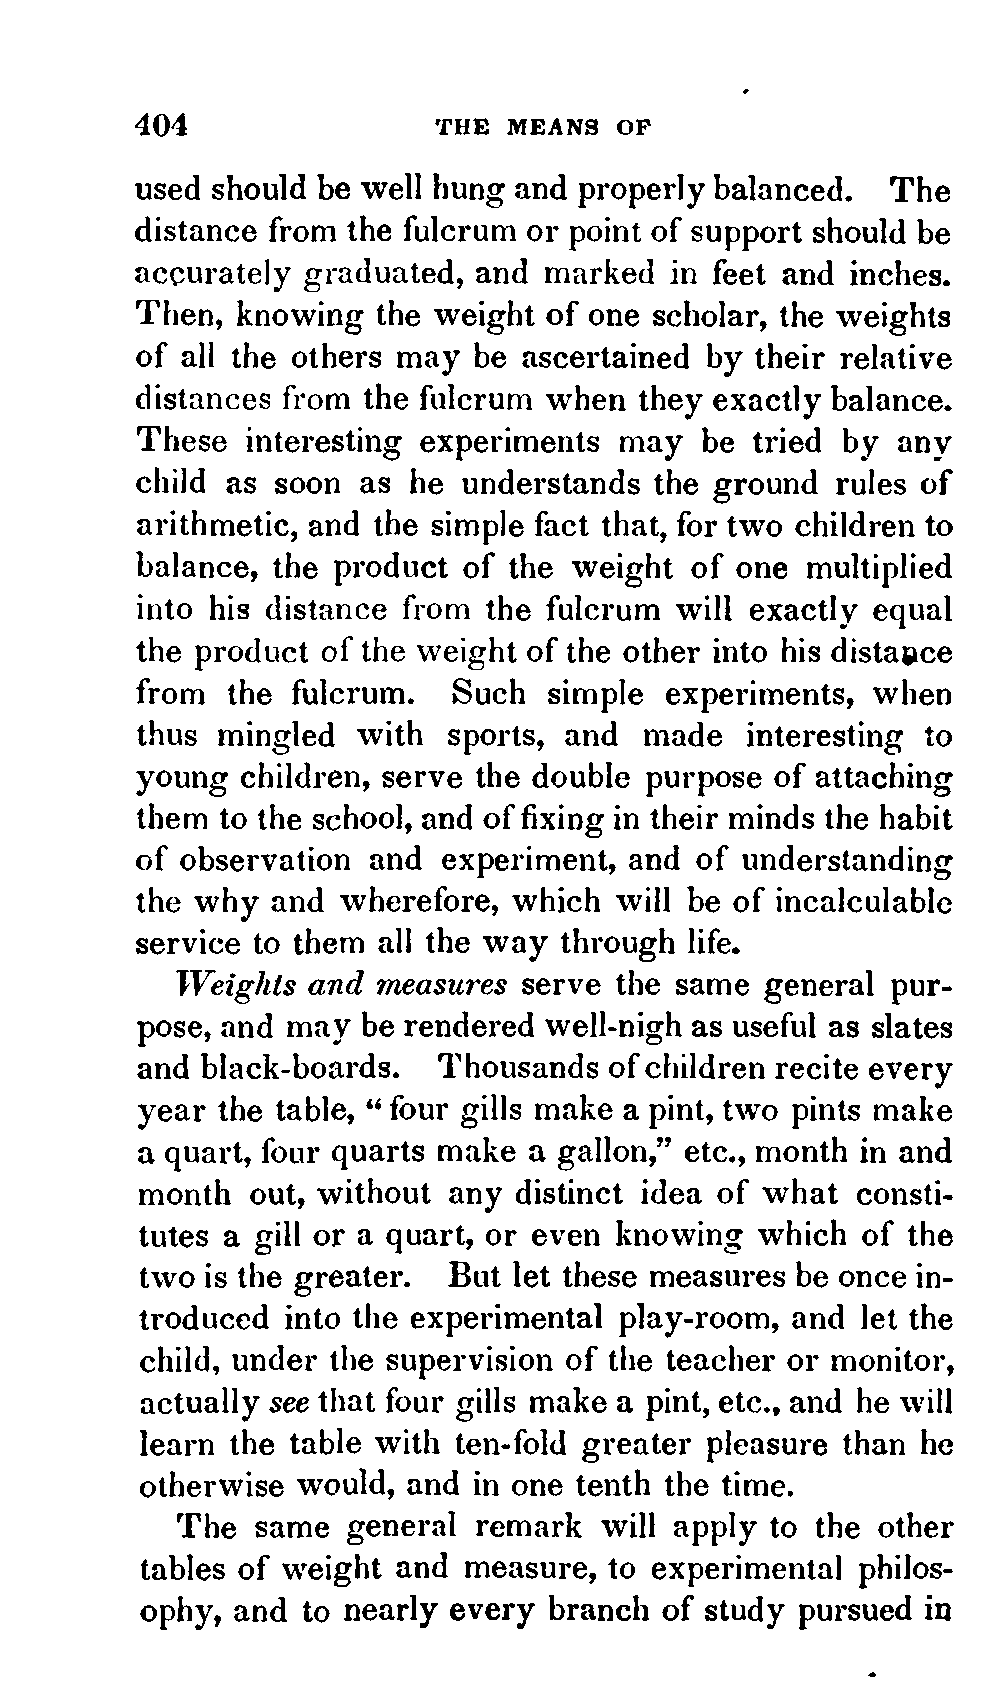 404 THE MEANS OF
used should be well hung and properly balanced. The
distance from the fulcrum or point of support should be
accurately graduated, and marked in feet and inches.
Then, knowing the weight of one scholar, the weights
of all the others may be ascertained by their relative
distances from the fulcrum when they exactly balance.
These interesting experiments may be tried by any
child as soon as he understands the ground rules of
arithmetic, and the simple fact that, for two children to
balance, the product of the weight of one multiplied
into his distance from the fulcrum will exactly equal
the product of the weight of the other into his distance
from the fulcrum. Such simple experiments, when
thus mingled with sports, and made interesting to
young children, serve the double purpose of attaching
them to the school, and of fixing in their minds the habit
of observation and experiment, and of understanding
the why and wherefore, which will be of incalculable
service to them all the way through life.
Weights and measures serve the same general pur-
pose, and may be rendered well-nigh as useful as slates
and black-boards. Thousands of children recite every
year the table, “four gills make a pint, two pints make
a quart, four quarts make a gallon,” etc., month in and
month out, without any distinct idea of what consti-
tutes a gill or a quart, or even knowing which of the
two is the greater. But let these measures be once in-
troduced into the experimental play-room, and let the
child, under the supervision of the teacher or monitor,
actually see that four gills make a pint, etc., and he will
learn the table with ten-fold greater pleasure than he
otherwise would, and in one tenth the time.
The same general remark will apply to the other
tables of weight and measure, to experimental philos-
ophy, and to nearly every branch of study pursued in